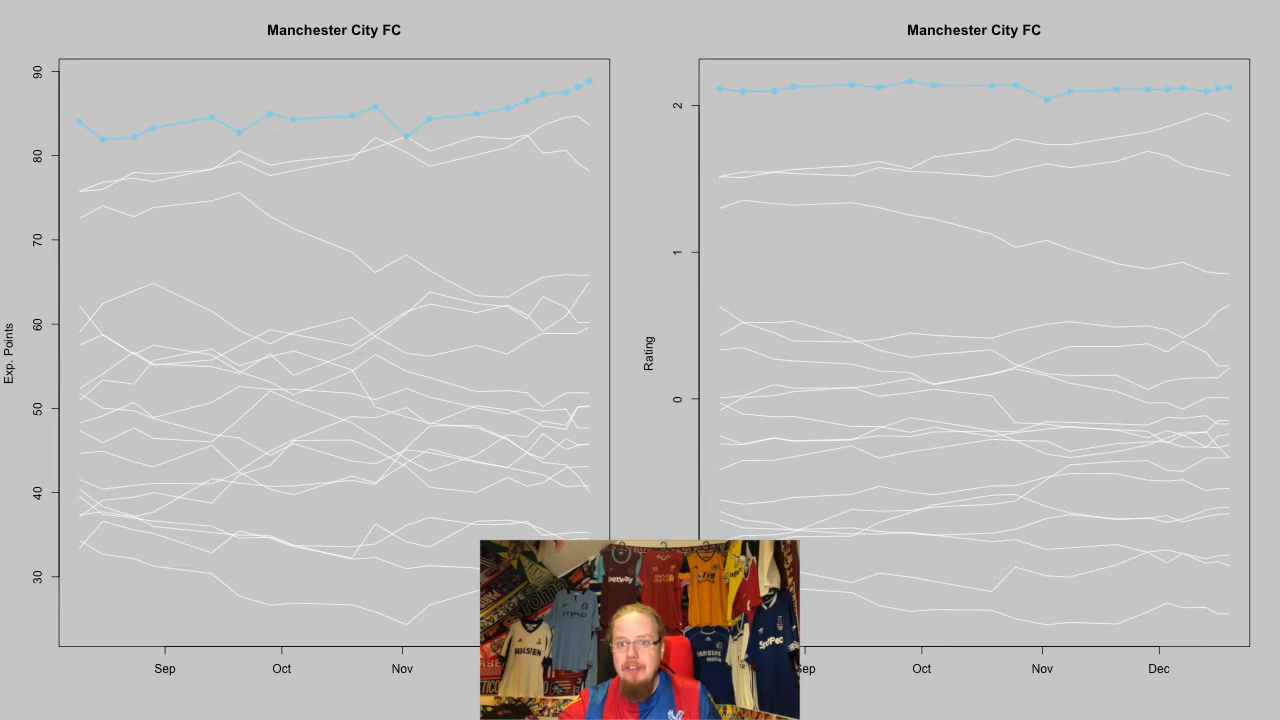 Manchester City FC
Exp. Points
90
80
70
60
50
40
30
Sep
Oct
Nov
Manchester City FC
Rating
2
1
0
Sep
Oct
Nov
Dec
betway